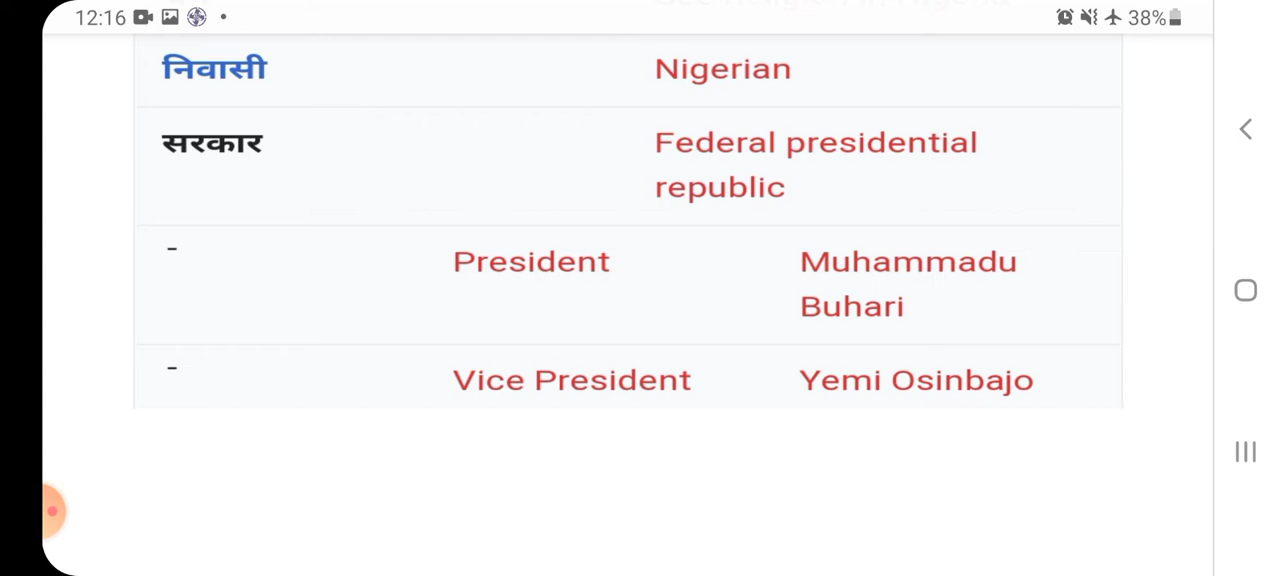 12:16 38%
निवासी Nigerian
सरकार Federal presidential
republic
- President Muhammadu
Buhari
- Vice President Yemi Osinbajo